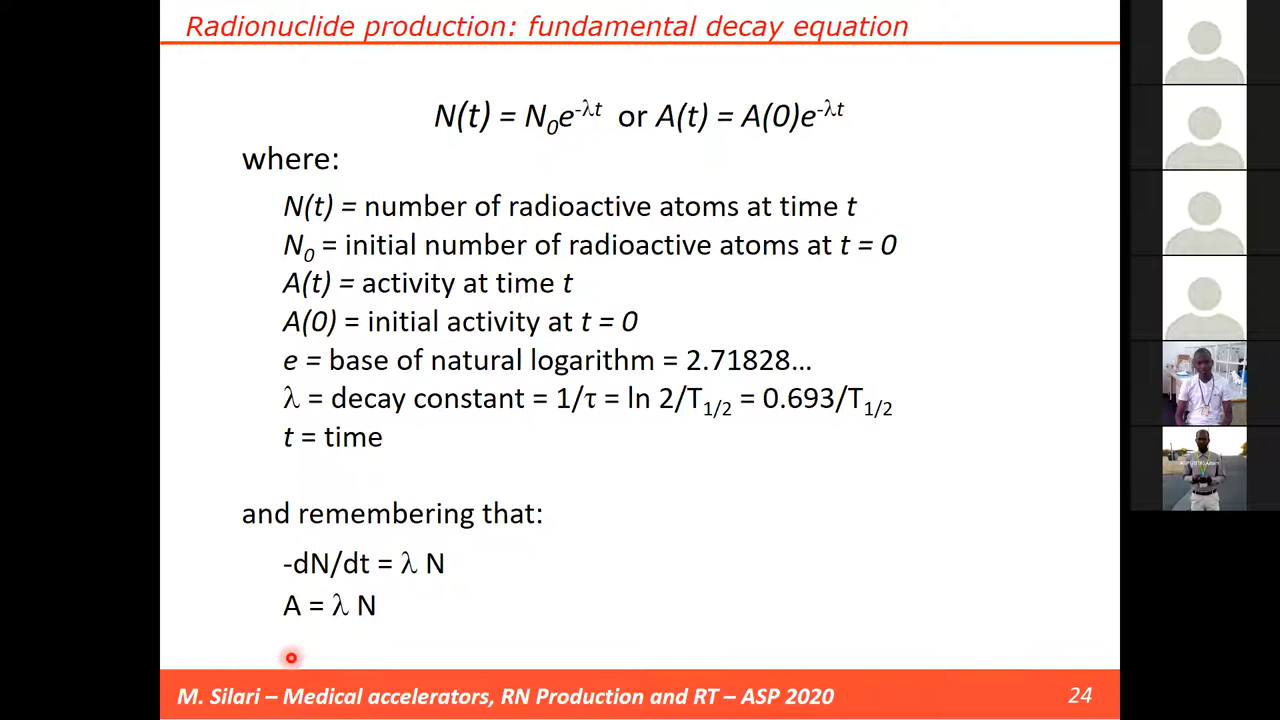 Radionuclide production: fundamental decay equation
N(t) = N₀e^-λt or A(t) = A(0)e^-λt
where:
N(t) = number of radioactive atoms at time t
N₀ = initial number of radioactive atoms at t = 0
A(t) = activity at time t
A(0) = initial activity at t = 0
e = base of natural logarithm = 2.71828…
λ = decay constant = 1/τ = ln 2/T₁/₂ = 0.693/T₁/₂
t = time
and remembering that:
-dN/dt = λ N
A = λ N
M. Silari – Medical accelerators, RN Production and RT – ASP 2020
24